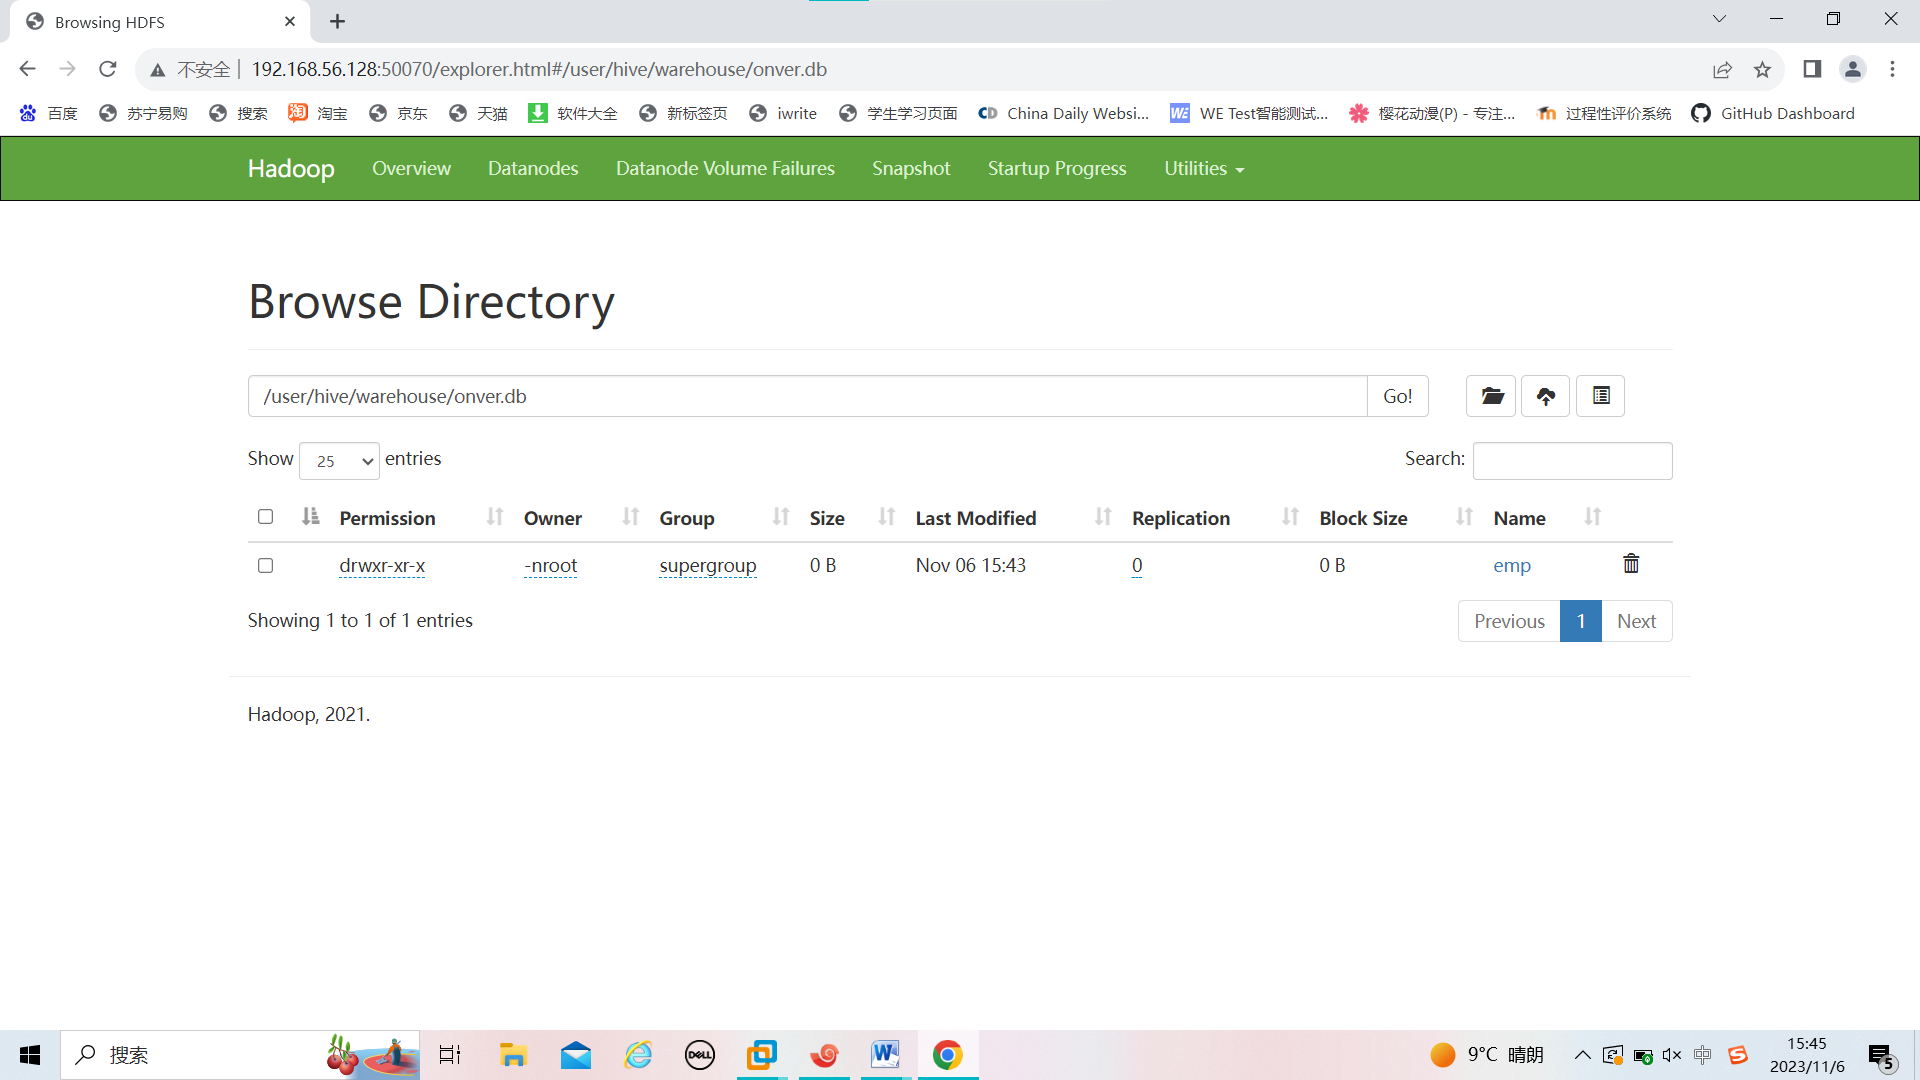 Browsing HDFS
不安全 192.168.56.128:50070/explorer.html#/user/hive/warehouse/onver.db
百度 苏宁易购 搜索 淘宝 京东 天猫 软件大全 新标签页 iwrite 学生学习页面 China Daily Websi... WE Test智能测试... 樱花动漫(P) - 专注... 过程性评价系统 GitHub Dashboard
Hadoop Overview Datanodes Datanode Volume Failures Snapshot Startup Progress Utilities
Browse Directory
/user/hive/warehouse/onver.db Go!
Show 25 entries Search:
Permission Owner Group Size Last Modified Replication Block Size Name
drwxr-xr-x -nroot supergroup 0 B Nov 06 15:43 0 0 B emp
Showing 1 to 1 of 1 entries Previous 1 Next
Hadoop, 2021.
搜索 DELL 9°C 晴朗 中 15:45
2023/11/6 5